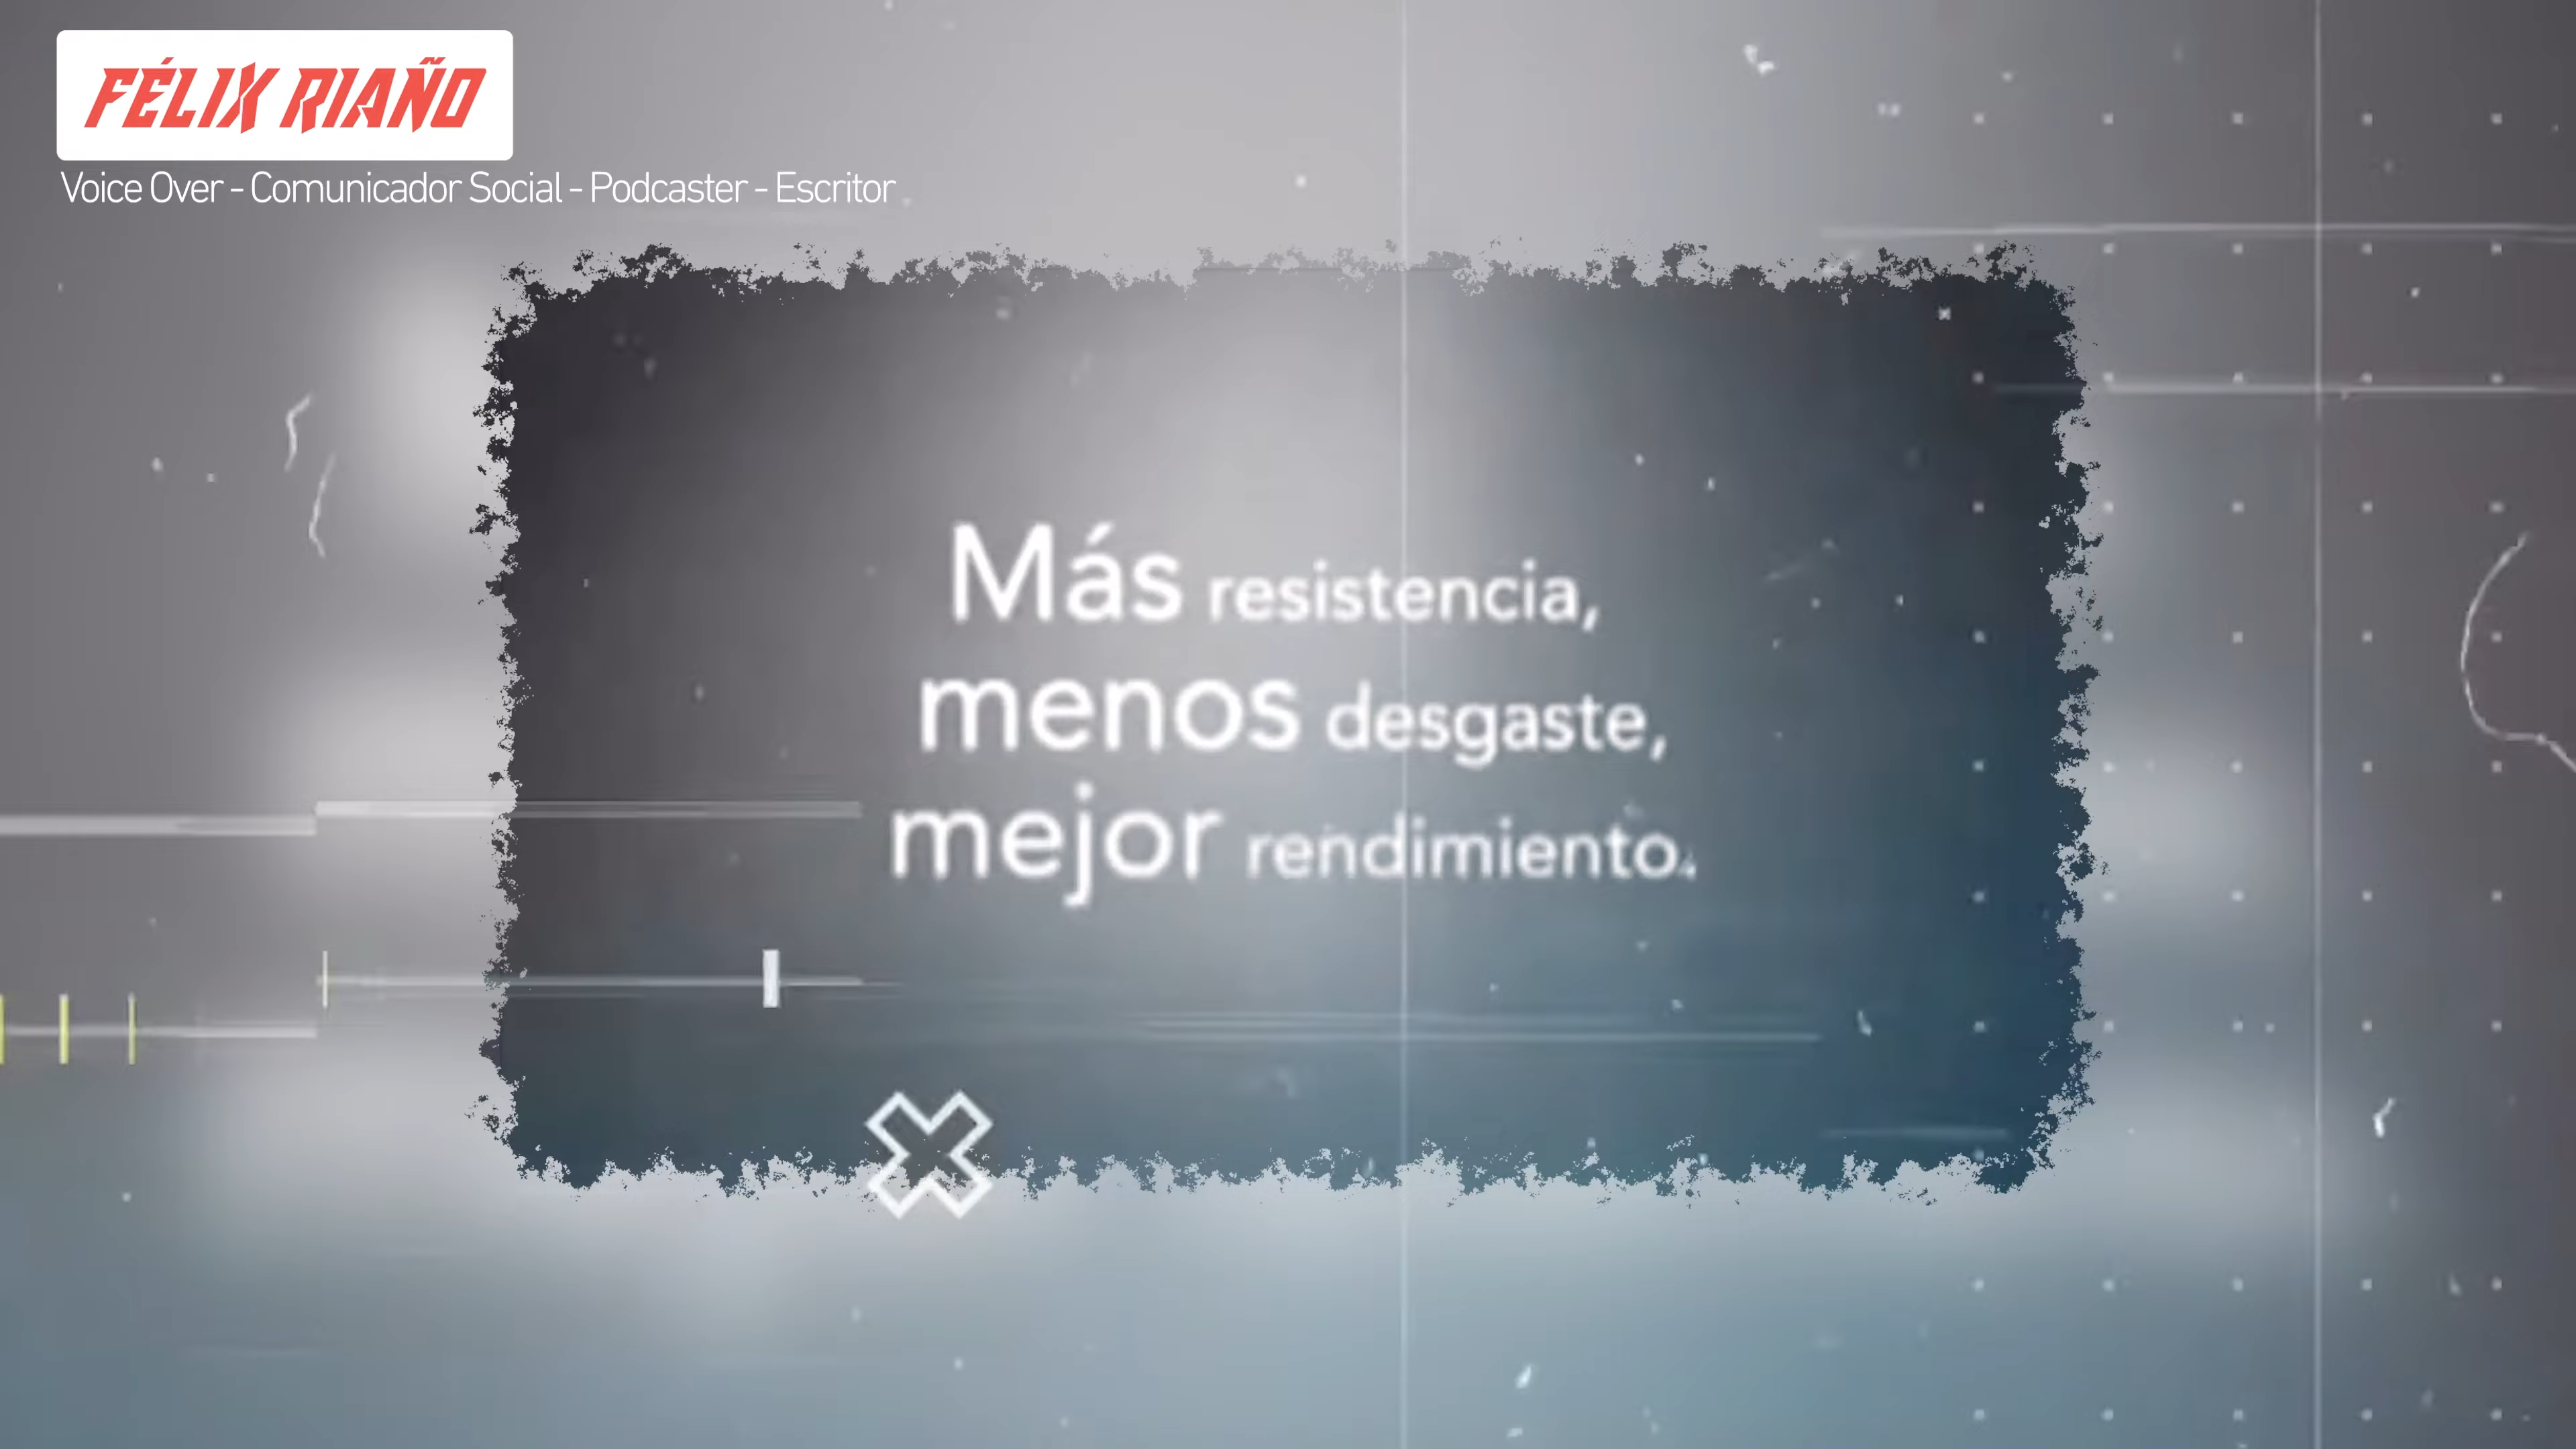 FÉLIX RIAÑO
Voice Over - Comunicador Social - Podcaster - Escritor
Más resistencia,
menos desgaste,
mejor rendimiento.